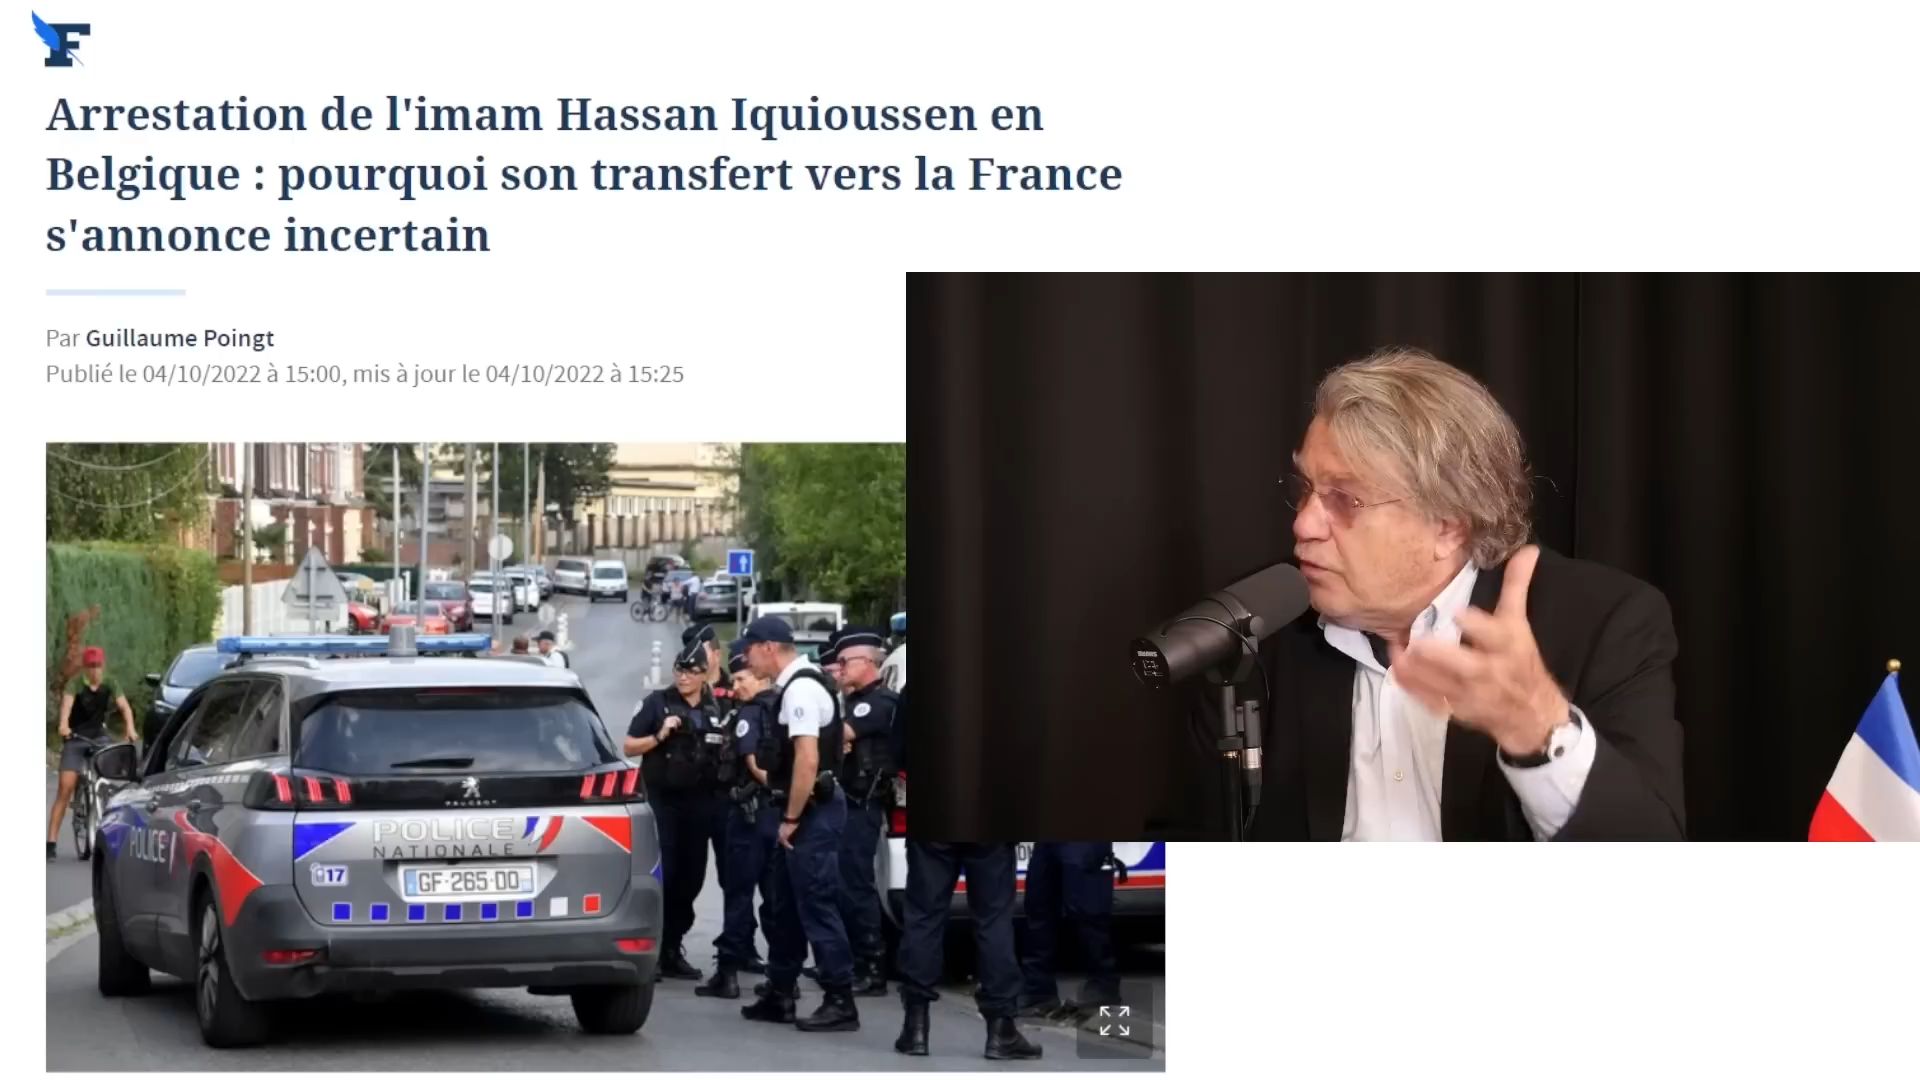 F
Arrestation de l'imam Hassan Iquioussen en
Belgique : pourquoi son transfert vers la France
s'annonce incertain
Par Guillaume Poingt
Publié le 04/10/2022 à 15:00, mis à jour le 04/10/2022 à 15:25
PEUGEOT
POLICE
NATIONALE
POLICE
17
GF-265-DD
SHURE